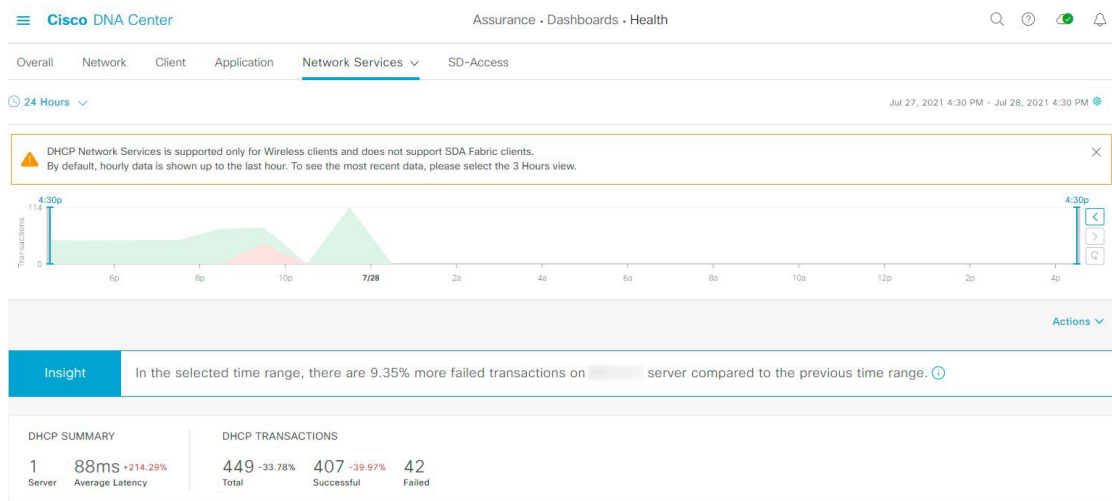 Cisco DNA Center
Assurance • Dashboards • Health
Overall Network Client Application Network Services SD-Access
24 Hours
Jul 27, 2021 4:30 PM - Jul 28, 2021 4:30 PM
DHCP Network Services is supported only for Wireless clients and does not support SDA Fabric clients.
By default, hourly data is shown up to the last hour. To see the most recent data, please select the 3 Hours view.
4:30p 4:30p
114
Transactions
0
6p 8p 10p 7/28 2a 4a 6a 8a 10a 12p 2p 4p
Actions
Insight
In the selected time range, there are 9.35% more failed transactions on server compared to the previous time range.
DHCP SUMMARY DHCP TRANSACTIONS
1 88ms +214.29% 449 -33.78% 407 -39.97% 42
Server Average Latency Total Successful Failed